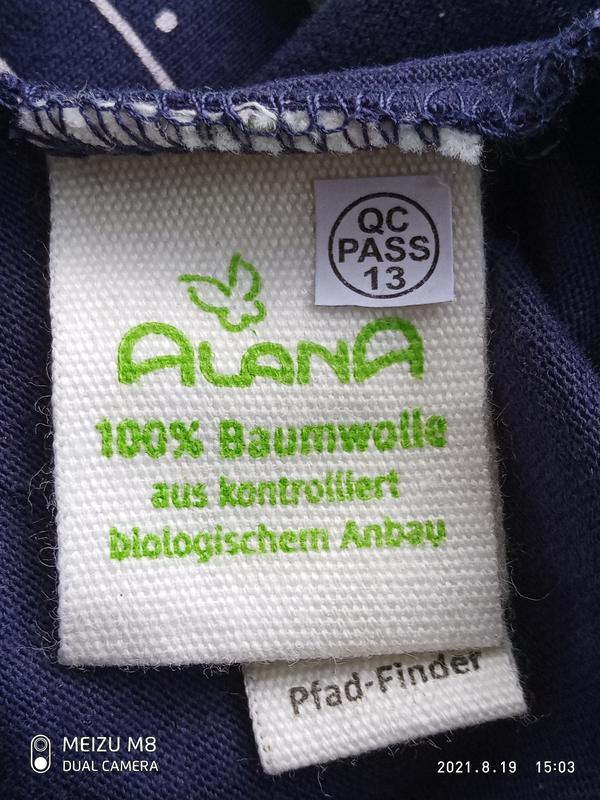 QC
PASS
13
ALANA
100% Baumwolle
aus kontrolliert
biologischem Anbau
Pfad-Finder
MEIZU M8
DUAL CAMERA
2021.8.19 15:03